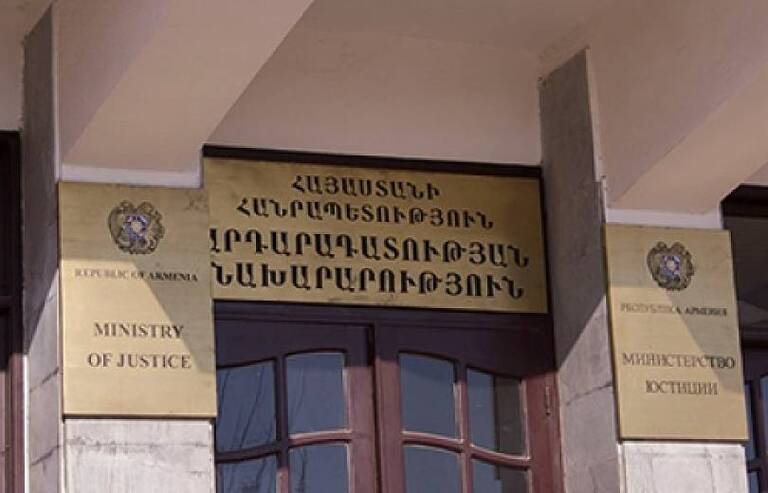 REPUBLIC OF ARMENIA
MINISTRY
OF JUSTICE
ՀԱՅԱՍՏԱՆԻ
ՀԱՆՐԱՊԵՏՈՒԹՅՈՒՆ
ԱՐԴԱՐԱԴԱՏՈՒԹՅԱՆ
ՆԱԽԱՐԱՐՈՒԹՅՈՒՆ
РЕСПУБЛИКА АРМЕНИЯ
МИНИСТЕРСТВО
ЮСТИЦИИ